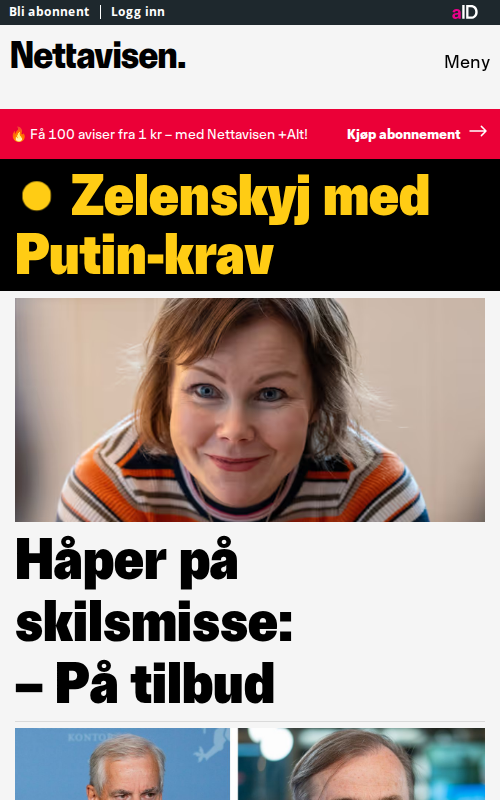 Bli abonnent | Logg inn
aID
Nettavisen.
Meny
🔥 Få 100 aviser fra 1 kr – med Nettavisen +Alt!
Kjøp abonnement →
Zelenskyj med
Putin-krav
Håper på
skilsmisse:
– På tilbud
KONTOR